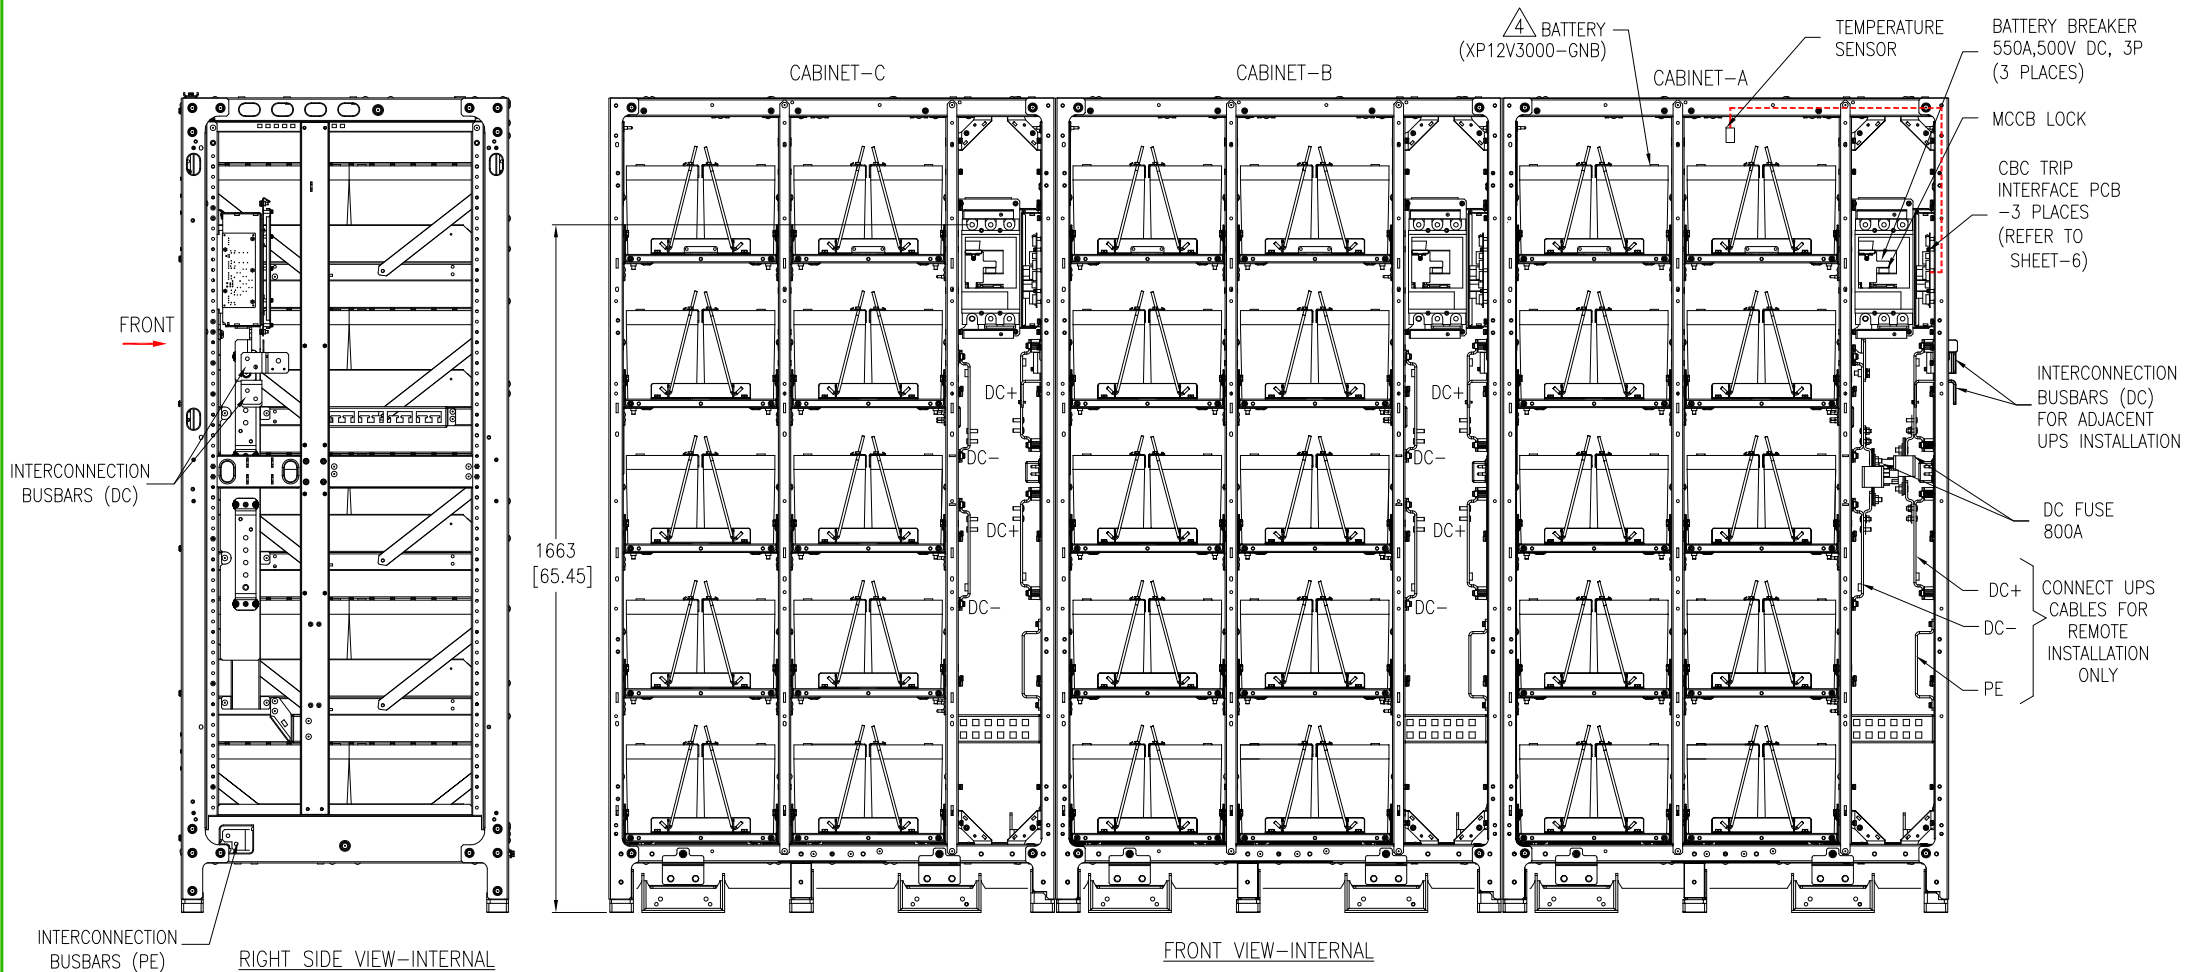 CABINET-C
CABINET-B
CABINET-A
4 BATTERY
(XP12V3000-GNB)
TEMPERATURE
SENSOR
BATTERY BREAKER
550A,500V DC, 3P
(3 PLACES)
MCCB LOCK
CBC TRIP
INTERFACE PCB
-3 PLACES
(REFER TO
SHEET-6)
FRONT
INTERCONNECTION
BUSBARS (DC)
1663
[65.45]
DC+
DC-
DC+
DC-
DC+
DC-
DC+
DC-
INTERCONNECTION
BUSBARS (DC)
FOR ADJACENT
UPS INSTALLATION
DC FUSE
800A
DC+
DC-
PE
CONNECT UPS
CABLES FOR
REMOTE
INSTALLATION
ONLY
INTERCONNECTION
BUSBARS (PE)
RIGHT SIDE VIEW-INTERNAL
FRONT VIEW-INTERNAL